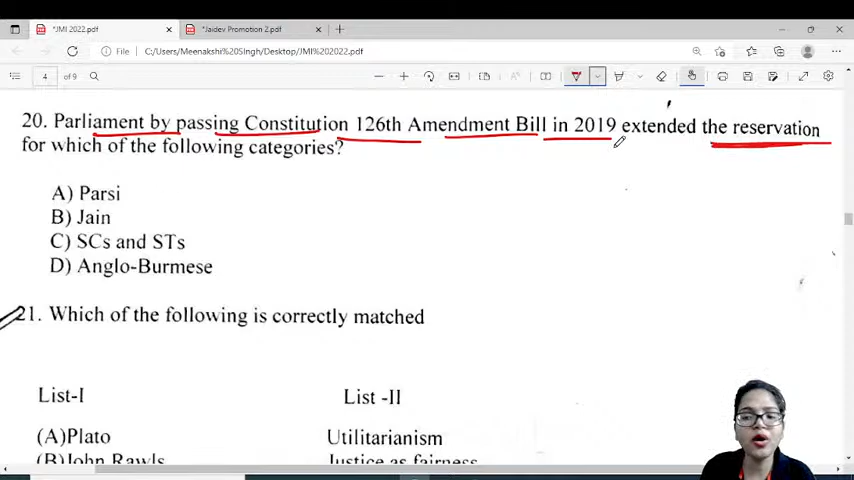 *JMI 2022.pdf
*Jaidev Promotion 2.pdf
File
C:/Users/Meenakshi%20SIngh/Desktop/JMI%202022.pdf
4 of 9
20. Parliament by passing Constitution 126th Amendment Bill in 2019 extended the reservation
for which of the following categories?
A) Parsi
B) Jain
C) SCs and STs
D) Anglo-Burmese
21. Which of the following is correctly matched
List-I List -II
(A)Plato Utilitarianism
(B)John Rawls Justice as fairness